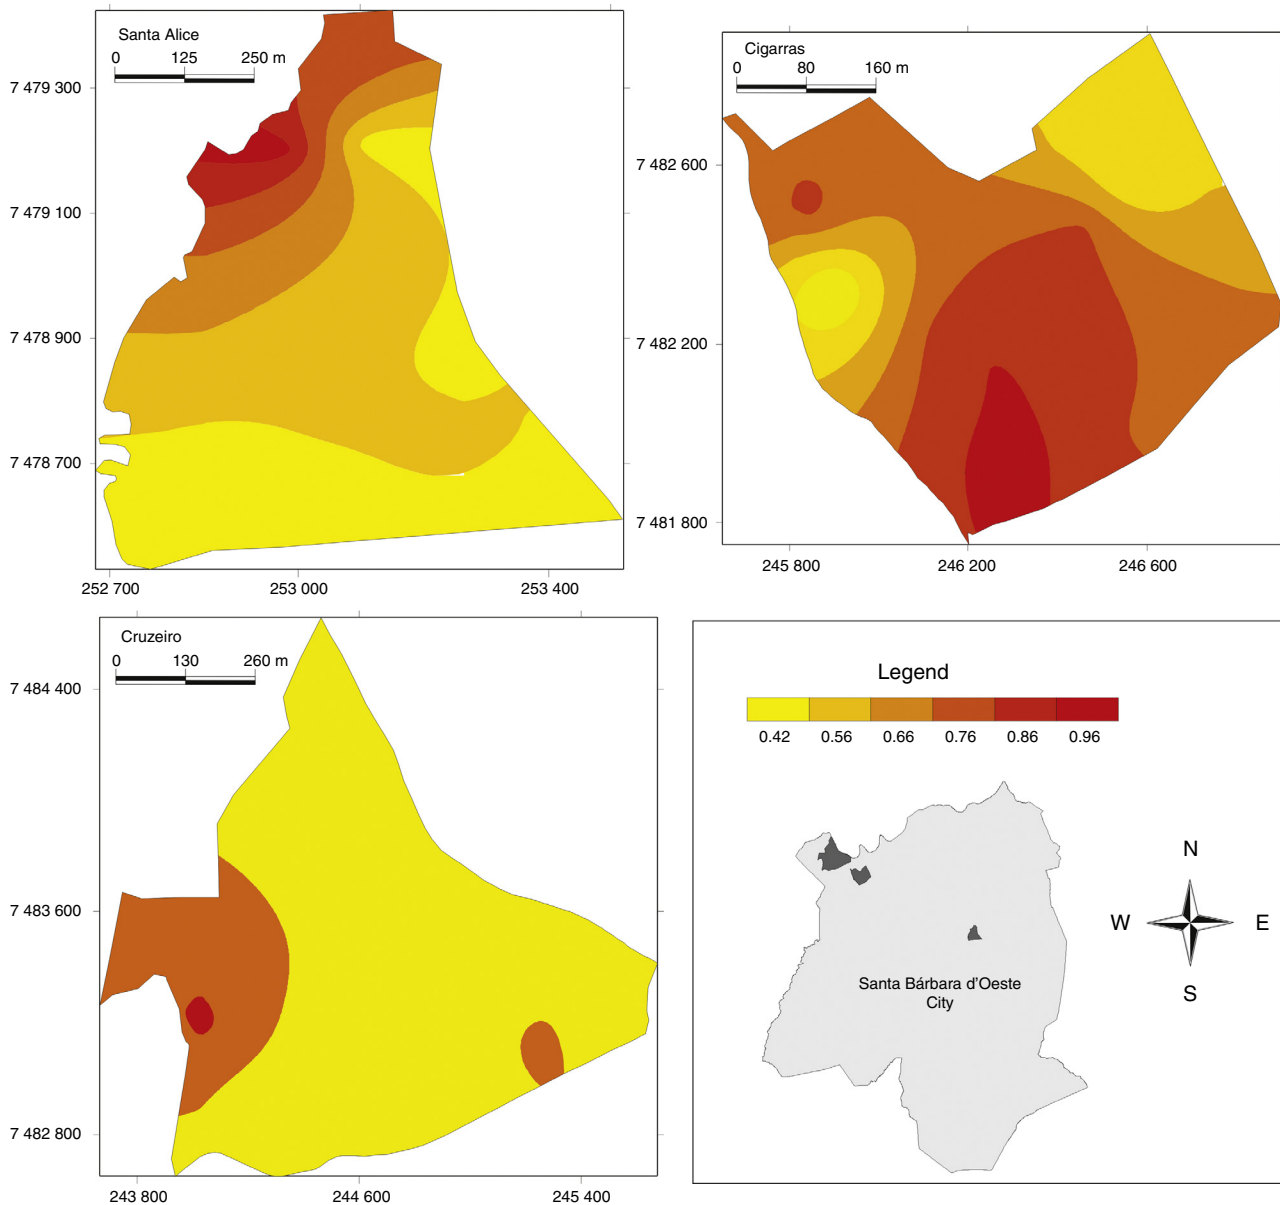 Santa Alice
0 125 250 m
7 479 300
7 479 100
7 478 900
7 478 700
252 700 253 000 253 400
Cigarras
0 80 160 m
7 482 600
7 482 200
7 481 800
245 800 246 200 246 600
Cruzeiro
0 130 260 m
7 484 400
7 483 600
7 482 800
243 800 244 600 245 400
Legend
0.42 0.56 0.66 0.76 0.86 0.96
Santa Bárbara d'Oeste
City
N
W E
S